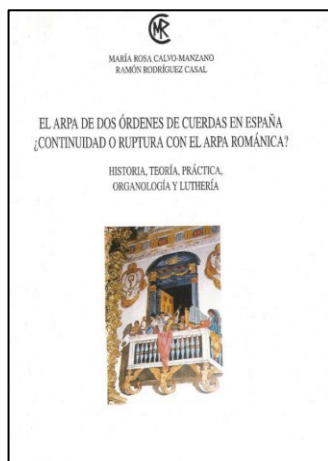 MARÍA ROSA CALVO-MANZANO
RAMÓN RODRÍGUEZ CASAL
EL ARPA DE DOS ÓRDENES DE CUERDAS EN ESPAÑA
¿CONTINUIDAD O RUPTURA CON EL ARPA ROMÁNICA?
HISTORIA, TEORÍA, PRÁCTICA,
ORGANOLOGÍA Y LUTHERÍA